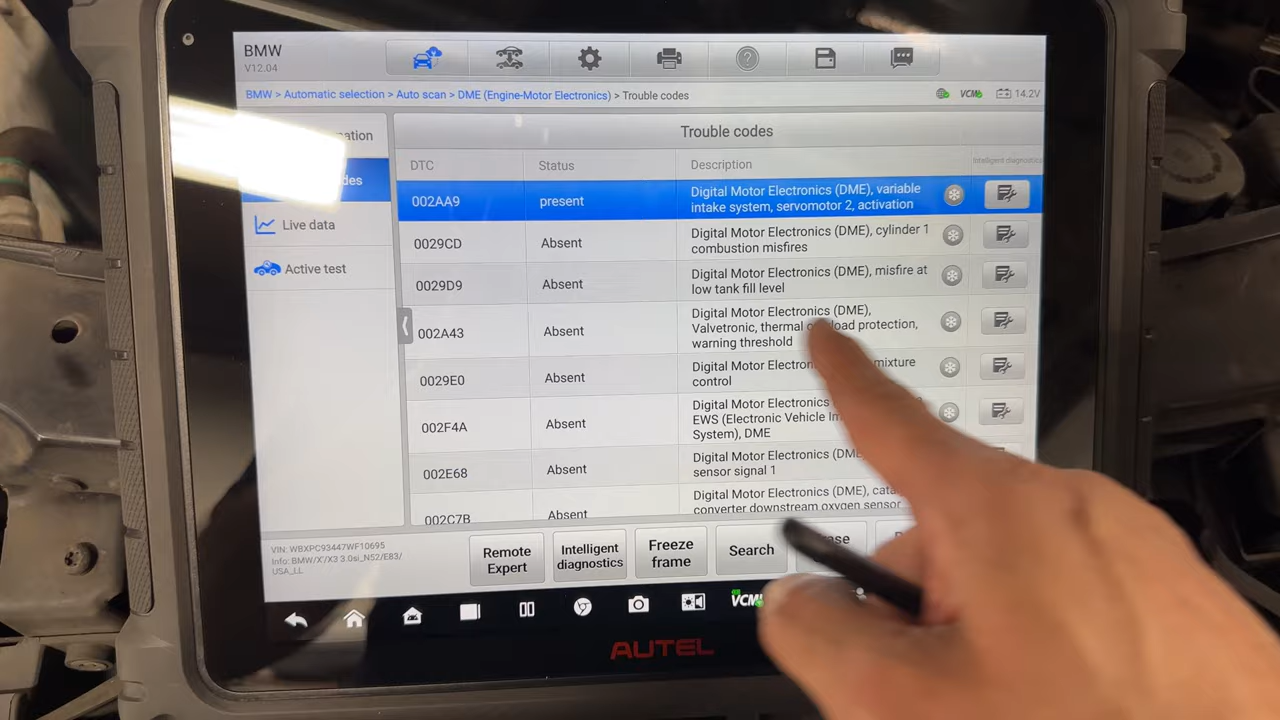 BMW
V12.04
BMW > Automatic selection > Auto scan > DME (Engine-Motor Electronics) > Trouble codes
VCMI
14.2V
Trouble codes
DTC Status Description Intelligent diagnostics
002AA9 present Digital Motor Electronics (DME), variable
intake system, servomotor 2, activation
0029CD Absent Digital Motor Electronics (DME), cylinder 1
combustion misfires
0029D9 Absent Digital Motor Electronics (DME), misfire at
low tank fill level
002A43 Absent Digital Motor Electronics (DME),
Valvetronic, thermal protection,
warning threshold
0029E0 Absent Digital Motor mixture
control
002F4A Absent Digital Motor Electronics
EWS (Electronic Vehicle
System), DME
002E68 Absent Digital Motor Electronics
sensor signal 1
002C7B Absent Digital Motor Electronics (DME),
converter downstream oxygen sensor
Live data
Active test
VIN: WBXPC93447WF10695
Info: BMW/'X'/X3 3.0si_N52/E83/
USA_LL
Remote
Expert
Intelligent
diagnostics
Freeze
frame
Search
VCMI
AUTEL